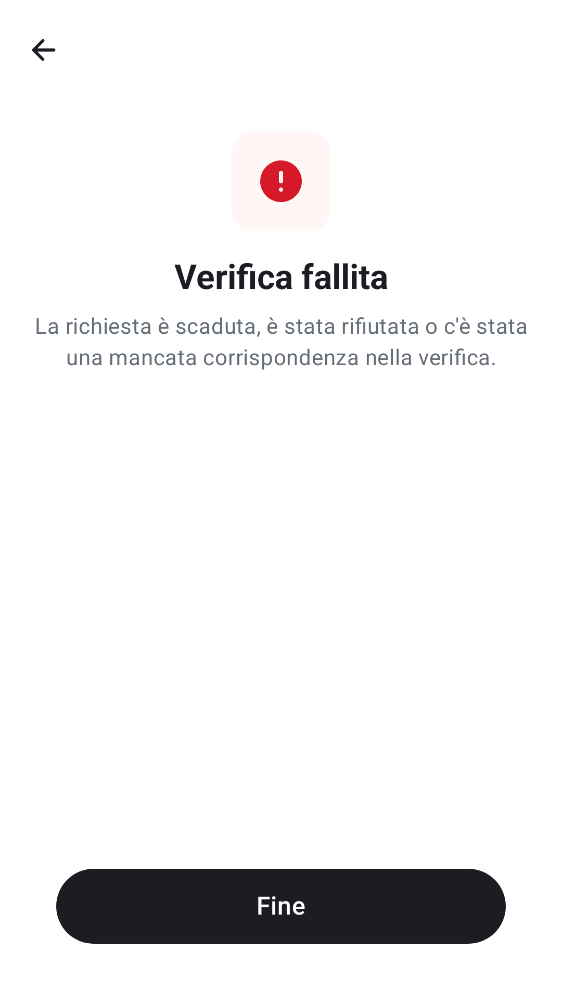 Verifica fallita
La richiesta è scaduta, è stata rifiutata o c'è stata
una mancata corrispondenza nella verifica.
Fine